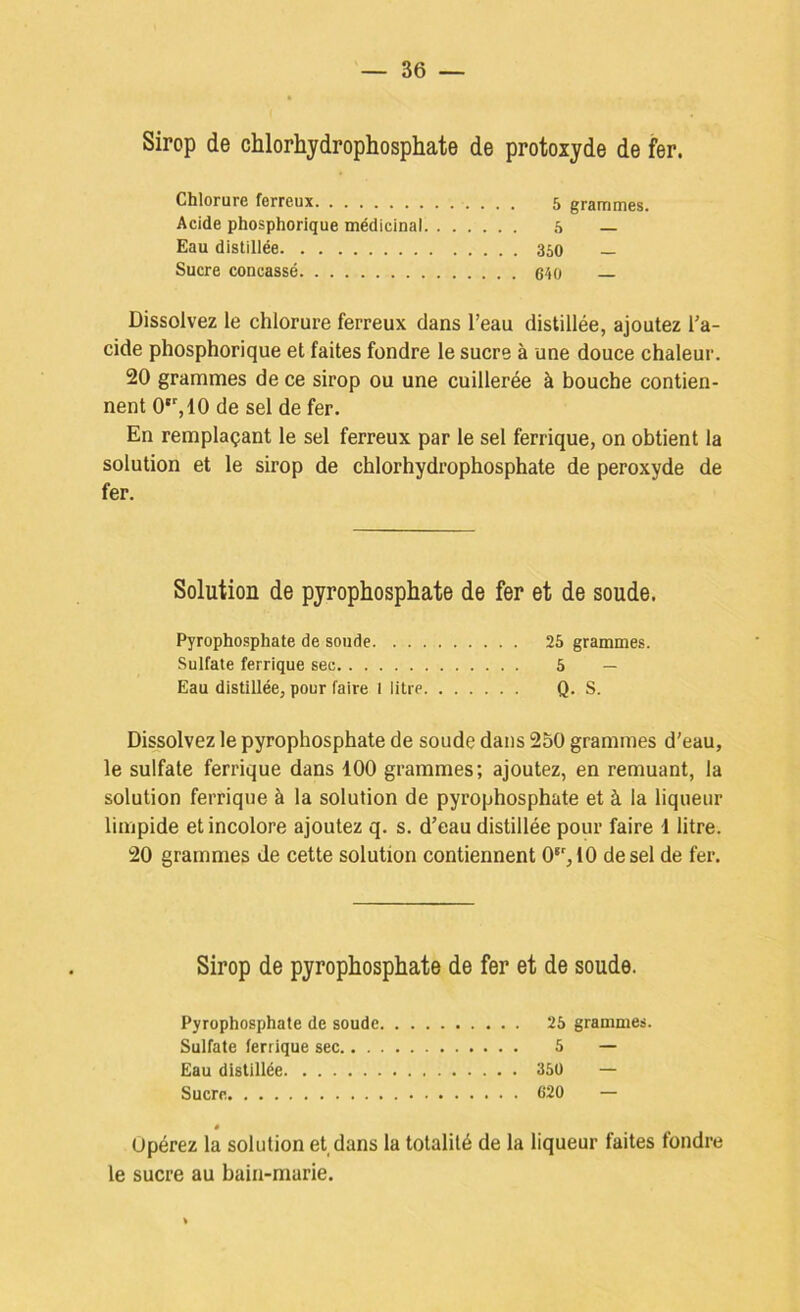 — 36 —
Sirop de chlorhydrophosphate de protoxyde de fer.
Chlorure ferreux. . . . . . . . . . . . . . 5 grammes.
Acide phosphorique médicinal. . . . . . . 5 —
Eau distillée. . . . . . . . . . . . . . . 350 —
Sucre concassé. . . . . . . . . . . . . . . 640 —
Dissolvez le chlorure ferreux dans l'eau distillée, ajoutez l'a-
cide phosphorique et faites fondre le sucre à une douce chaleur.
20 grammes de ce sirop ou une cuillerée à bouche contien-
nent 0gr,10 de sel de fer.
En remplaçant le sel ferreux par le sel ferrique, on obtient la
solution et le sirop de chlorhydrophosphate de peroxyde de
fer.
Solution de pyrophosphate de fer et de soude.
Pyrophosphate de soude. . . . . . . . . . 25 grammes.
Sulfate ferrique sec. . . . . . . . . . . . . 5 —
Eau distillée, pour faire 1 litre. . . . . . . Q. S.
Dissolvez le pyrophosphate de soude dans 250 grammes d'eau,
le sulfate ferrique dans 100 grammes; ajoutez, en remuant, la
solution ferrique à la solution de pyrophosphate et à la liqueur
limpide et incolore ajoutez q. s. d'eau distillée pour faire 1 litre.
20 grammes de cette solution contiennent 0gr,10 de sel de fer.
Sirop de pyrophosphate de fer et de soude.
Pyrophosphate de soude. . . . . . . . . . 25 grammes.
Sulfate ferrique sec. . . . . . . . . . . . . 5 —
Eau distillée. . . . . . . . . . . . . . . . 350 —
Sucre. . . . . . . . . . . . . . . . . . . . 620 —
Opérez la solution et dans la totalité de la liqueur faites fondre
le sucre au bain-marie.